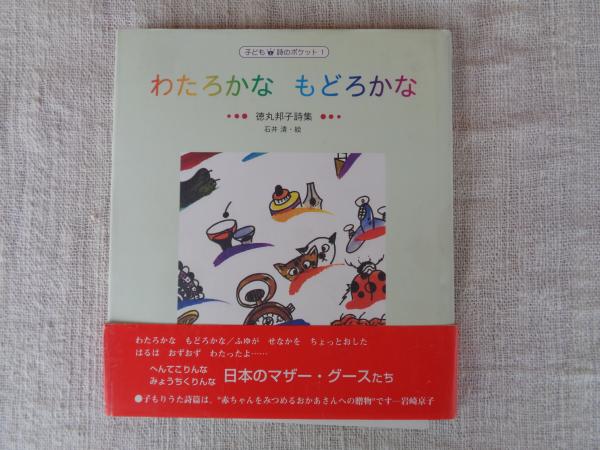 子ども 詩のポケット 1
わたろかな もどろかな
徳丸邦子詩集
石井 清・絵
わたろかな もどろかな／ふゆが せなかを ちょっとおした
はるは おずおず わたったよ……
へんてこりんな
みょうちくりんな 日本のマザー・グースたち
●子もりうた詩篇は、"赤ちゃんをみつめるおかあさんへの贈物"です—岩崎京子